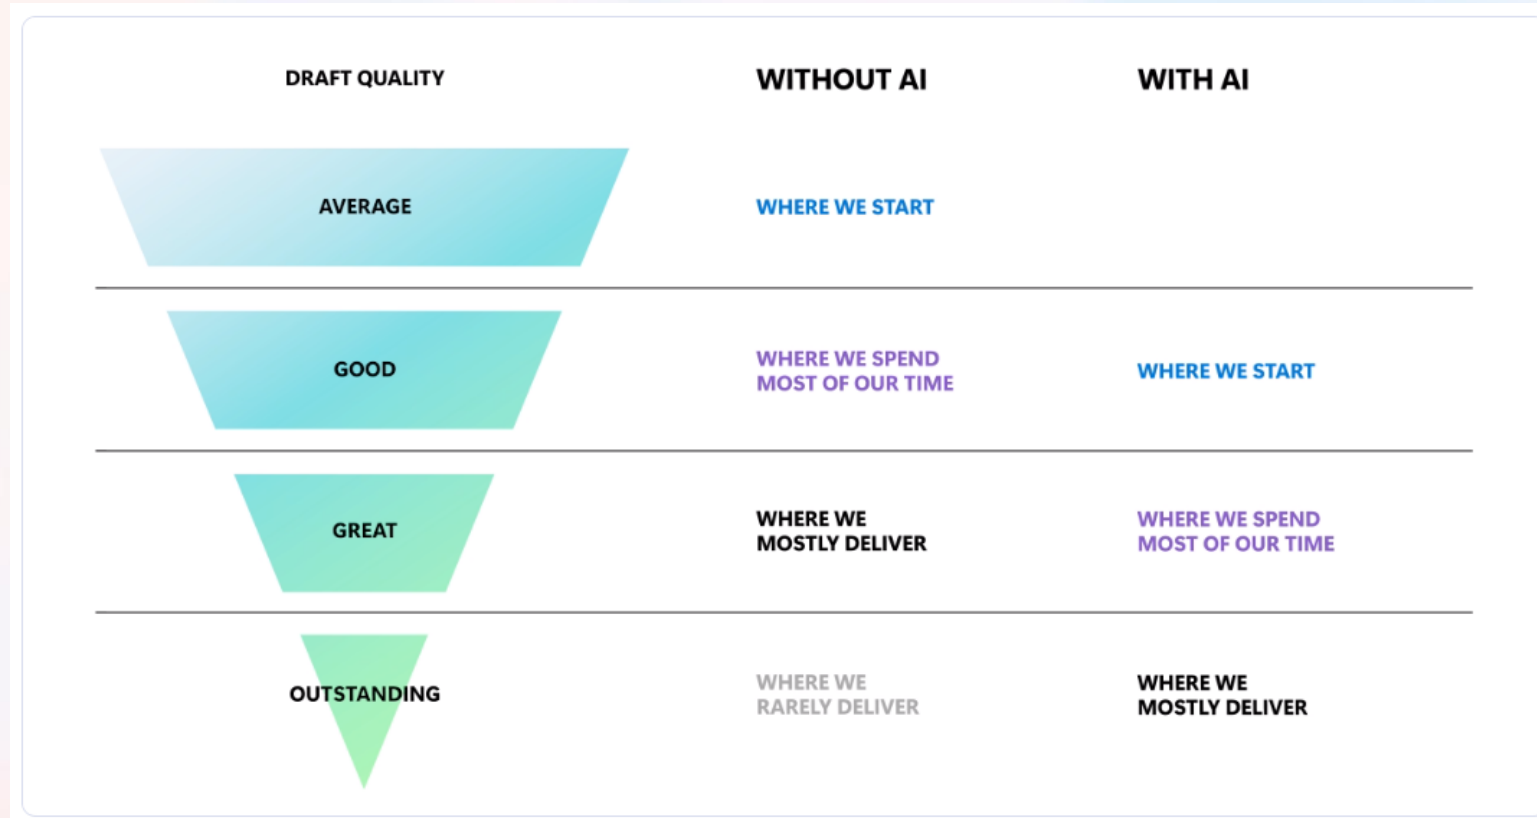 DRAFT QUALITY
WITHOUT AI
WITH AI
AVERAGE
WHERE WE START
GOOD
WHERE WE SPEND
MOST OF OUR TIME
WHERE WE START
GREAT
WHERE WE
MOSTLY DELIVER
WHERE WE SPEND
MOST OF OUR TIME
OUTSTANDING
WHERE WE
RARELY DELIVER
WHERE WE
MOSTLY DELIVER